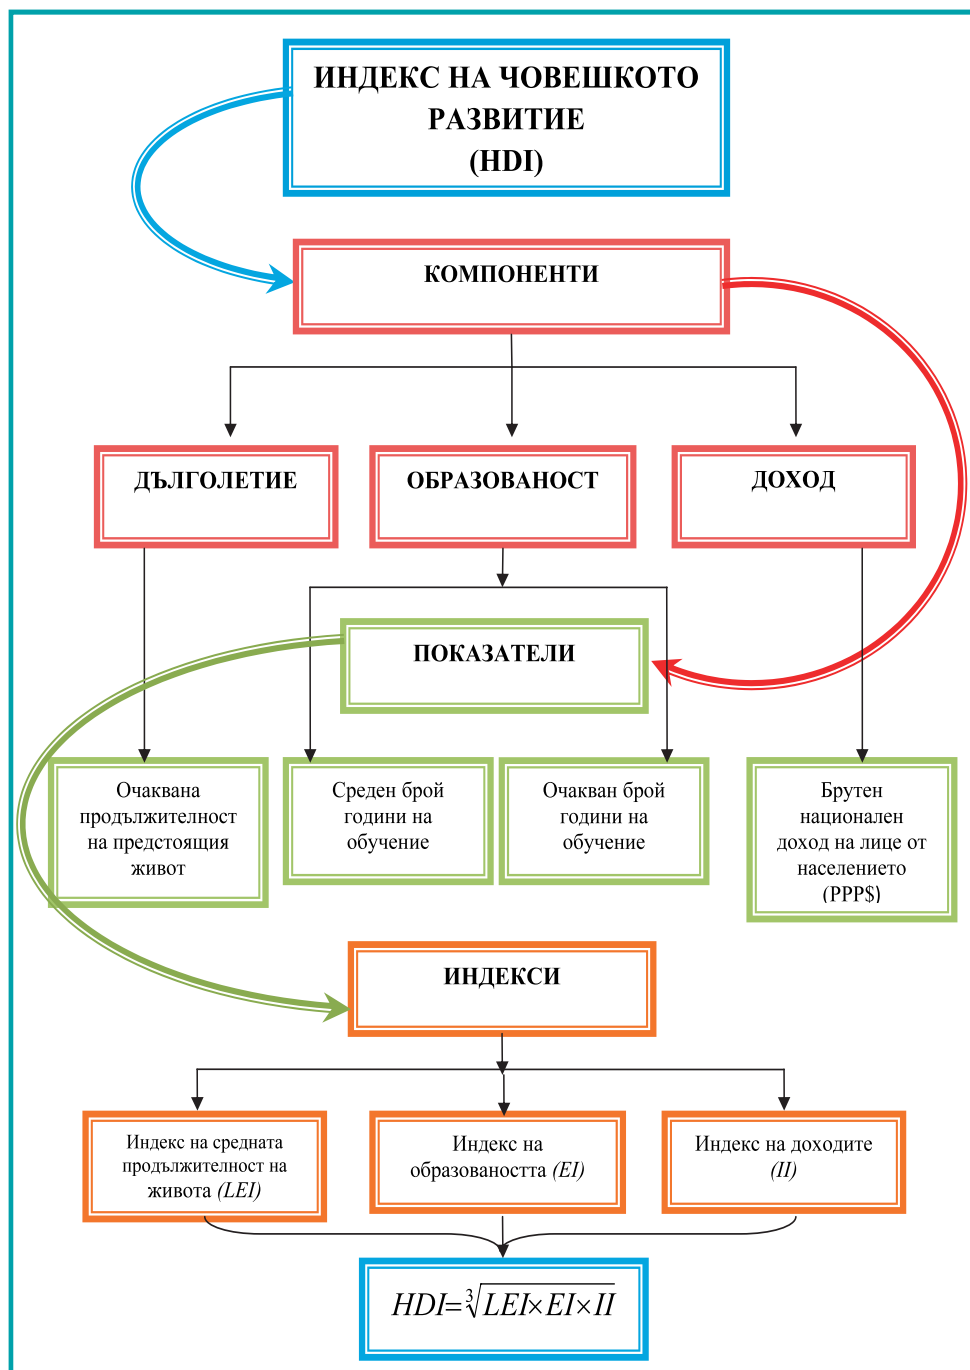 ИНДЕКС НА ЧОВЕШКОТО
РАЗВИТИЕ
(HDI)
КОМПОНЕНТИ
ДЪЛГОЛЕТИЕ
ОБРАЗОВАНОСТ
ДОХОД
ПОКАЗАТЕЛИ
Очаквана
продължителност
на предстоящия
живот
Среден брой
години на
обучение
Очакван брой
години на
обучение
Брутен
национален
доход на лице от
населението
(PPP$)
ИНДЕКСИ
Индекс на средната
продължителност на
живота (LEI)
Индекс на
образоваността (EI)
Индекс на доходите
(II)
HDI=∛LEI×EI×II